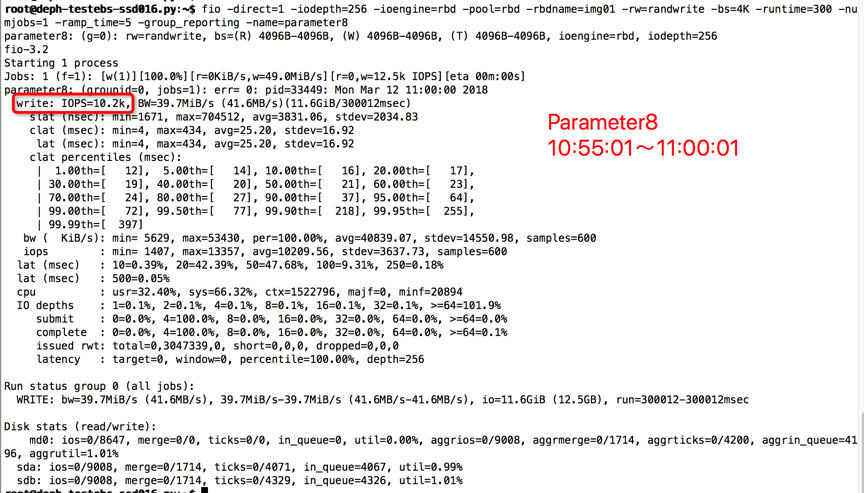 root@deph-testebs-ssd016.py:~$ fio -direct=1 -iodepth=256 -ioengine=rbd -pool=rbd -rbdname=img01 -rw=randwrite -bs=4K -runtime=300 -nu
mjobs=1 -ramp_time=5 -group_reporting -name=parameter8
parameter8: (g=0): rw=randwrite, bs=(R) 4096B-4096B, (W) 4096B-4096B, (T) 4096B-4096B, ioengine=rbd, iodepth=256
fio-3.2
Starting 1 process
Jobs: 1 (f=1): [w(1)][100.0%][r=0KiB/s,w=49.0MiB/s][r=0,w=12.5k IOPS][eta 00m:00s]
parameter8: (groupid=0, jobs=1): err= 0: pid=33449: Mon Mar 12 11:00:00 2018
write: IOPS=10.2k, BW=39.7MiB/s (41.6MB/s)(11.6GiB/300012msec)
slat (nsec): min=1671, max=704512, avg=3831.06, stdev=2034.83
clat (msec): min=4, max=434, avg=25.20, stdev=16.92
lat (msec): min=4, max=434, avg=25.20, stdev=16.92
clat percentiles (msec):
| 1.00th=[ 12], 5.00th=[ 14], 10.00th=[ 16], 20.00th=[ 17],
| 30.00th=[ 19], 40.00th=[ 20], 50.00th=[ 21], 60.00th=[ 23],
| 70.00th=[ 24], 80.00th=[ 27], 90.00th=[ 37], 95.00th=[ 64],
| 99.00th=[ 72], 99.50th=[ 77], 99.90th=[ 218], 99.95th=[ 255],
| 99.99th=[ 397]
bw ( KiB/s): min= 5629, max=53430, per=100.00%, avg=40839.07, stdev=14550.98, samples=600
iops : min= 1407, max=13357, avg=10209.56, stdev=3637.73, samples=600
lat (msec) : 10=0.39%, 20=42.39%, 50=47.68%, 100=9.31%, 250=0.18%
lat (msec) : 500=0.05%
cpu : usr=32.40%, sys=66.32%, ctx=1522796, majf=0, minf=20894
IO depths : 1=0.1%, 2=0.1%, 4=0.1%, 8=0.1%, 16=0.1%, 32=0.1%, >=64=101.9%
submit : 0=0.0%, 4=100.0%, 8=0.0%, 16=0.0%, 32=0.0%, 64=0.0%, >=64=0.0%
complete : 0=0.0%, 4=100.0%, 8=0.0%, 16=0.0%, 32=0.0%, 64=0.0%, >=64=0.1%
issued rwt: total=0,3047339,0, short=0,0,0, dropped=0,0,0
latency : target=0, window=0, percentile=100.00%, depth=256
Run status group 0 (all jobs):
WRITE: bw=39.7MiB/s (41.6MB/s), 39.7MiB/s-39.7MiB/s (41.6MB/s-41.6MB/s), io=11.6GiB (12.5GB), run=300012-300012msec
Disk stats (read/write):
md0: ios=0/8647, merge=0/0, ticks=0/0, in_queue=0, util=0.00%, aggrios=0/9008, aggrmerge=0/1714, aggrticks=0/4200, aggrin_queue=41
96, aggrutil=1.01%
sda: ios=0/9008, merge=0/1714, ticks=0/4071, in_queue=4067, util=0.99%
sdb: ios=0/9008, merge=0/1714, ticks=0/4329, in_queue=4326, util=1.01%
root@deph-testebs-ssd016.py:~$
Parameter8
10:55:01～11:00:01